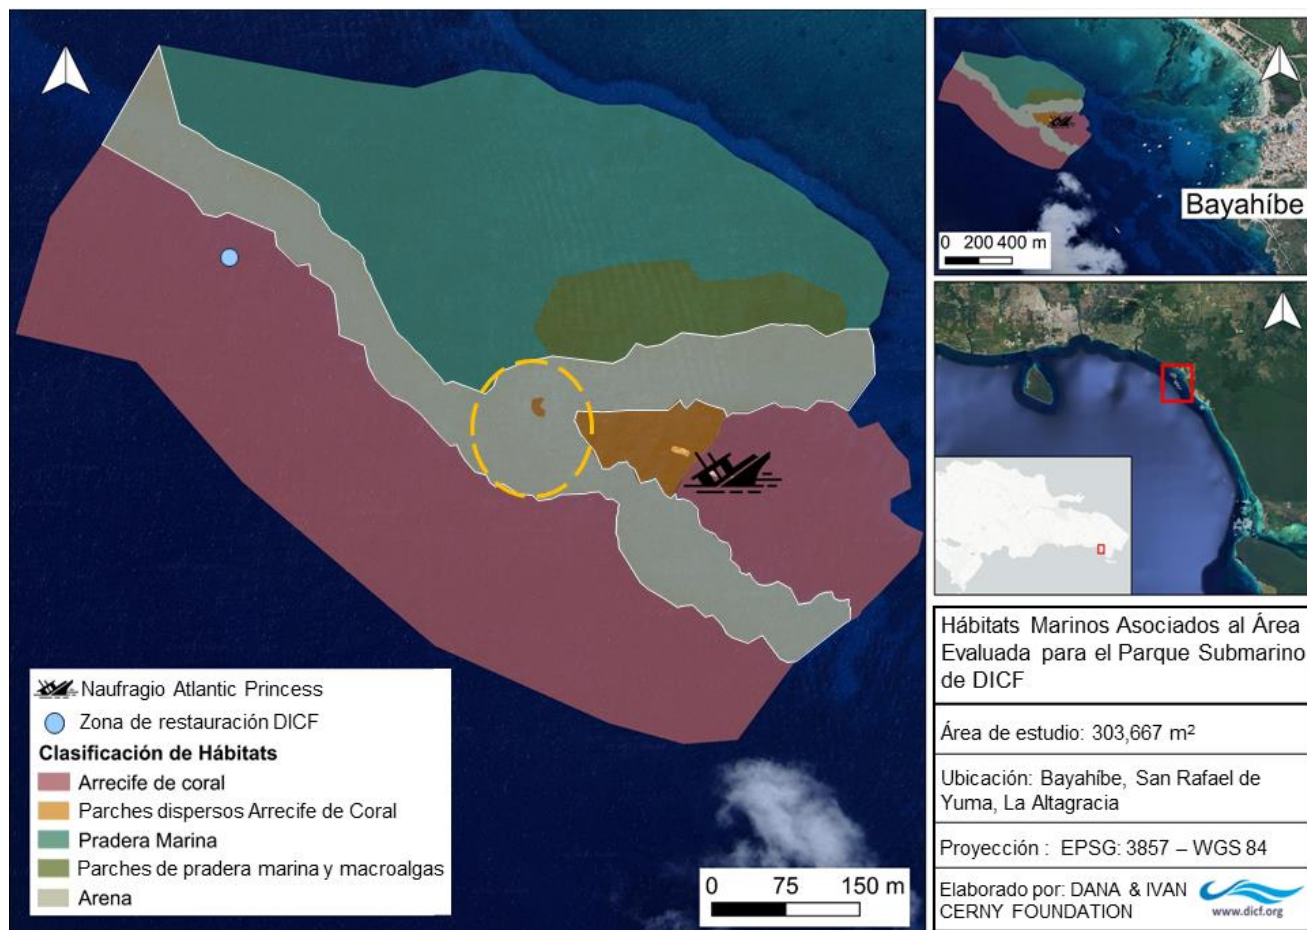 Naufragio Atlantic Princess
Zona de restauración DICF
Clasificación de Hábitats
Arrecife de coral
Parches dispersos Arrecife de Coral
Pradera Marina
Parches de pradera marina y macroalgas
Arena
0 75 150 m
Bayahíbe
0 200 400 m
Hábitats Marinos Asociados al Área
Evaluada para el Parque Submarino
de DICF
Área de estudio: 303,667 m²
Ubicación: Bayahíbe, San Rafael de
Yuma, La Altagracia
Proyección : EPSG: 3857 – WGS 84
Elaborado por: DANA & IVAN
CERNY FOUNDATION
www.dicf.org